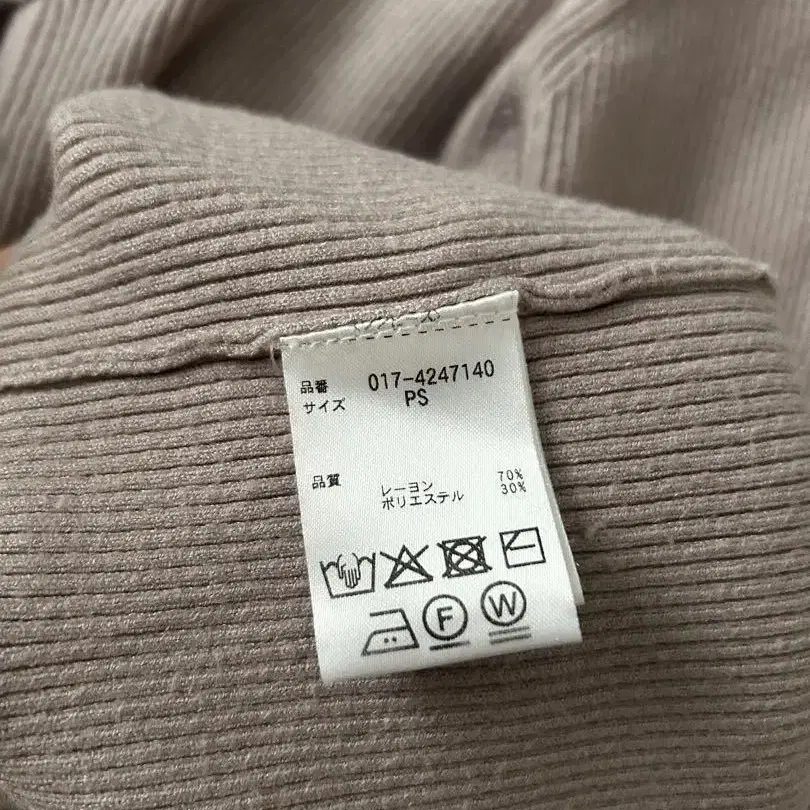 品番 017-4247140
サイズ PS
品質 レーヨン 70%
ポリエステル 30%
F W